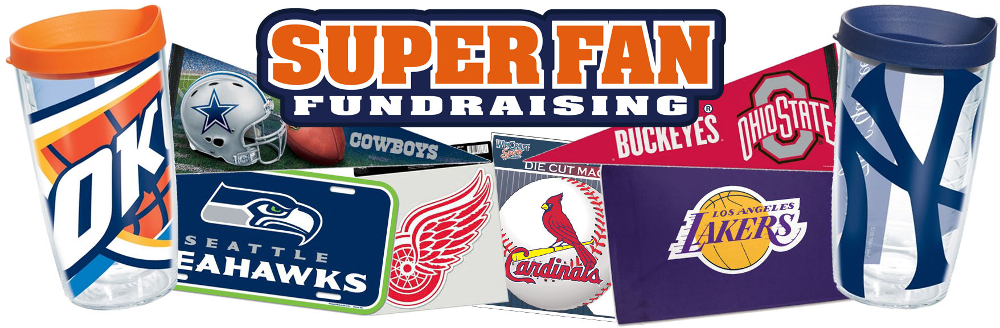 SUPER FAN
FUNDRAISING®
OKC
COWBOYS
BUCKEYES
OHIO STATE
WINCRAFT
Sports
DIE CUT MAG
SEATTLE
EAHAWKS
Cardinals
LOS ANGELES
LAKERS
NY